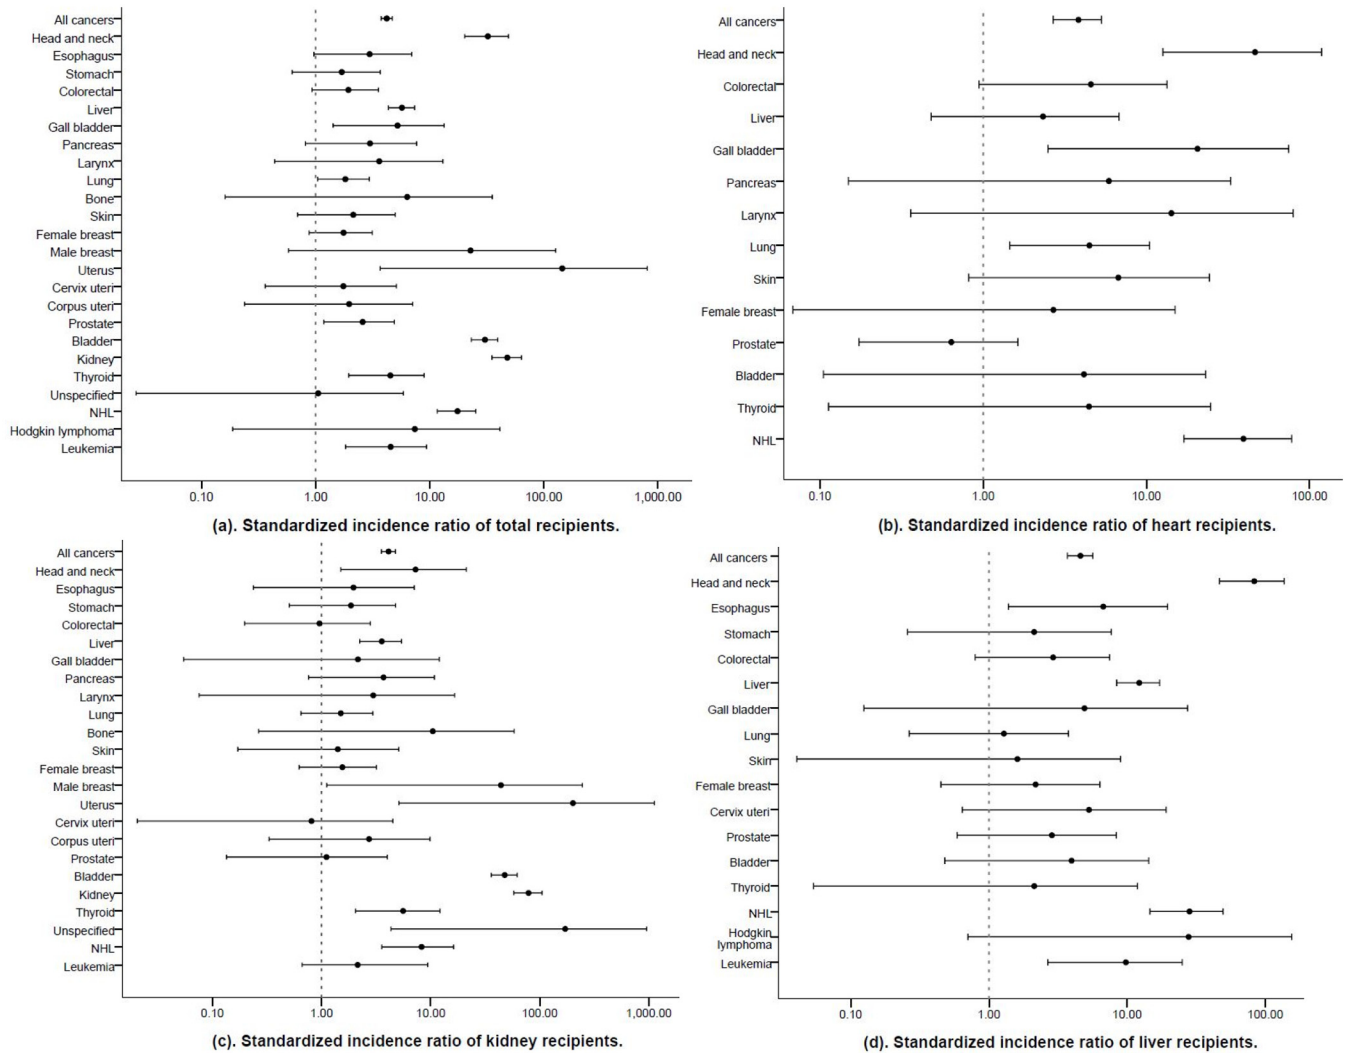 All cancers
Head and neck
Esophagus
Stomach
Colorectal
Liver
Gall bladder
Pancreas
Larynx
Lung
Bone
Skin
Female breast
Male breast
Uterus
Cervix uteri
Corpus uteri
Prostate
Bladder
Kidney
Thyroid
Unspecified
NHL
Hodgkin lymphoma
Leukemia
0.10 1.00 10.00 100.00 1,000.00
(a). Standardized incidence ratio of total recipients.
All cancers
Head and neck
Colorectal
Liver
Gall bladder
Pancreas
Larynx
Lung
Skin
Female breast
Prostate
Bladder
Thyroid
NHL
0.10 1.00 10.00 100.00
(b). Standardized incidence ratio of heart recipients.
All cancers
Head and neck
Esophagus
Stomach
Colorectal
Liver
Gall bladder
Pancreas
Larynx
Lung
Bone
Skin
Female breast
Male breast
Uterus
Cervix uteri
Corpus uteri
Prostate
Bladder
Kidney
Thyroid
Unspecified
NHL
Leukemia
0.10 1.00 10.00 100.00 1,000.00
(c). Standardized incidence ratio of kidney recipients.
All cancers
Head and neck
Esophagus
Stomach
Colorectal
Liver
Gall bladder
Lung
Skin
Female breast
Cervix uteri
Prostate
Bladder
Thyroid
NHL
Hodgkin
lymphoma
Leukemia
0.10 1.00 10.00 100.00
(d). Standardized incidence ratio of liver recipients.